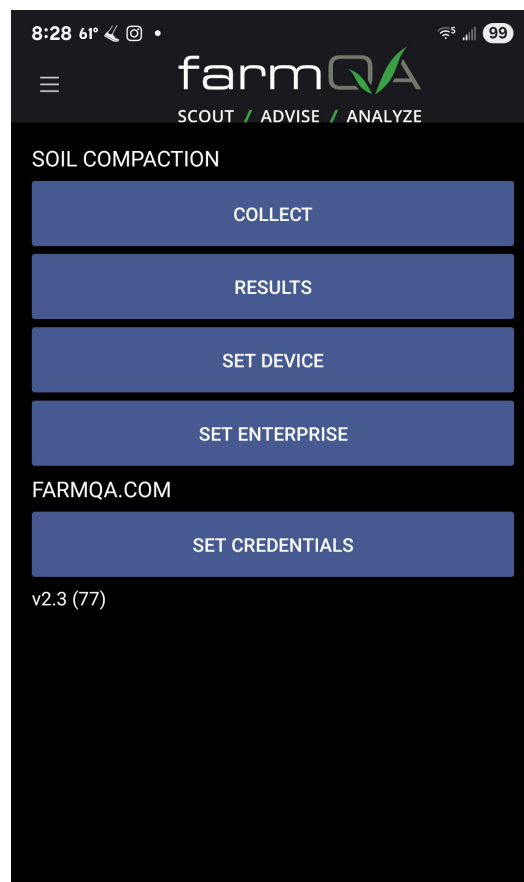 8:28 61° 5 99
farmQA
SCOUT / ADVISE / ANALYZE
SOIL COMPACTION
COLLECT
RESULTS
SET DEVICE
SET ENTERPRISE
FARMQA.COM
SET CREDENTIALS
v2.3 (77)